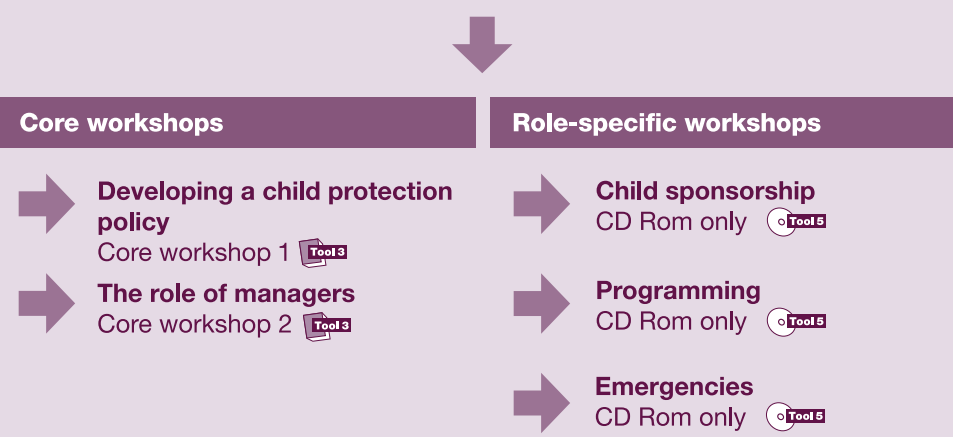 Core workshops
Developing a child protection
policy
Core workshop 1 Tool 3
The role of managers
Core workshop 2 Tool 3
Role-specific workshops
Child sponsorship
CD Rom only Tool 5
Programming
CD Rom only Tool 5
Emergencies
CD Rom only Tool 5